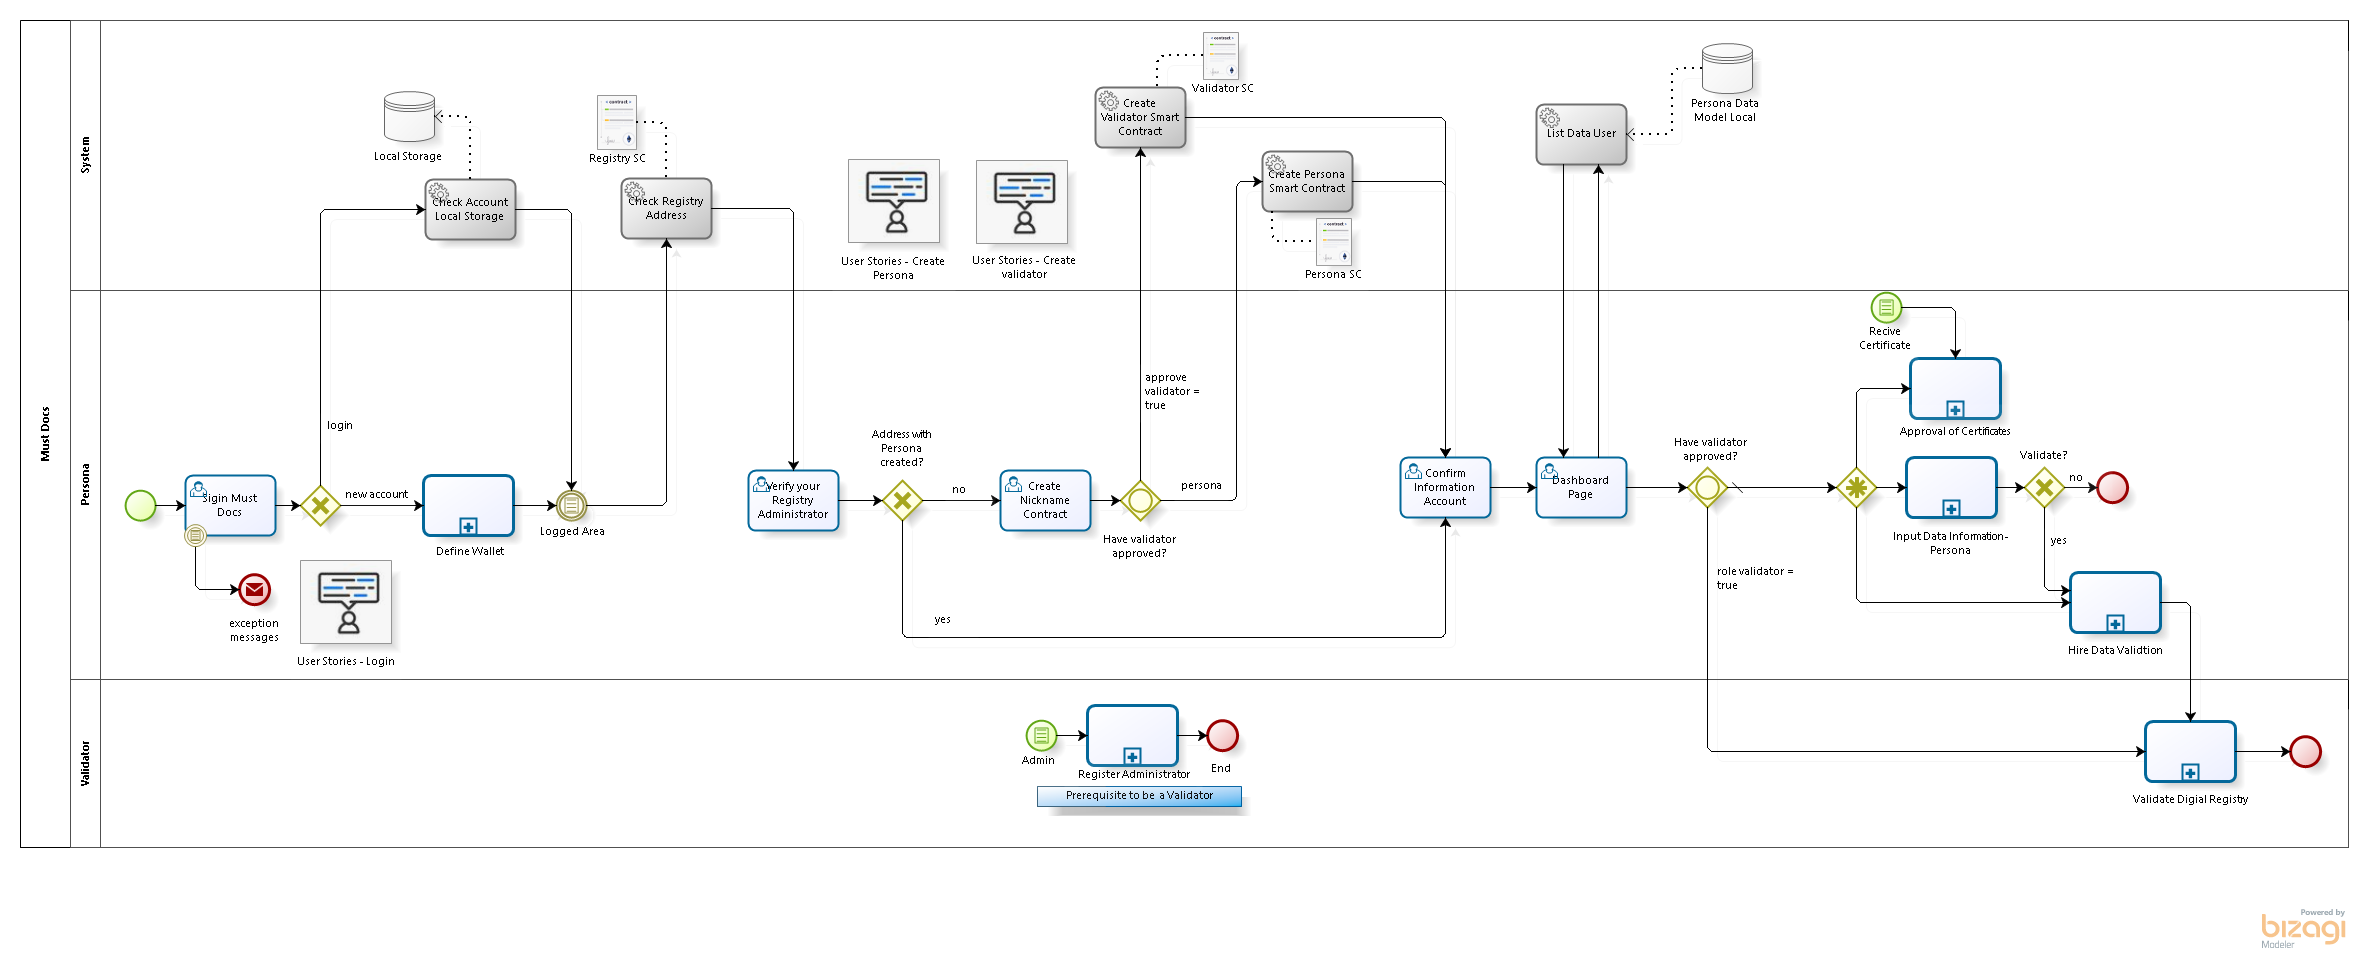 Must Docs
System
Persona
Validator
Local Storage
Check Account
Local Storage
contract
Registry SC
Check Registry
Address
User Stories - Create
Persona
User Stories - Create
validator
contract
Validator SC
Create
Validator Smart
Contract
Create Persona
Smart Contract
contract
Persona SC
List Data User
Persona Data
Model Local
Sigin Must
Docs
login
new account
Define Wallet
Logged Area
exception
messages
User Stories - Login
Verify your
Registry
Administrator
Address with
Persona
created?
no
yes
Create
Nickname
Contract
Have validator
approved?
approve
validator =
true
persona
Confirm
Information
Account
Dashboard
Page
Have validator
approved?
role validator =
true
Recive
Certificate
Approval of Certificates
Input Data Information-
Persona
Validate?
no
yes
Hire Data Validtion
Admin
Register Administrator
End
Prerequisite to be a Validator
Validate Digial Registry
Powered by
bizagi
Modeler